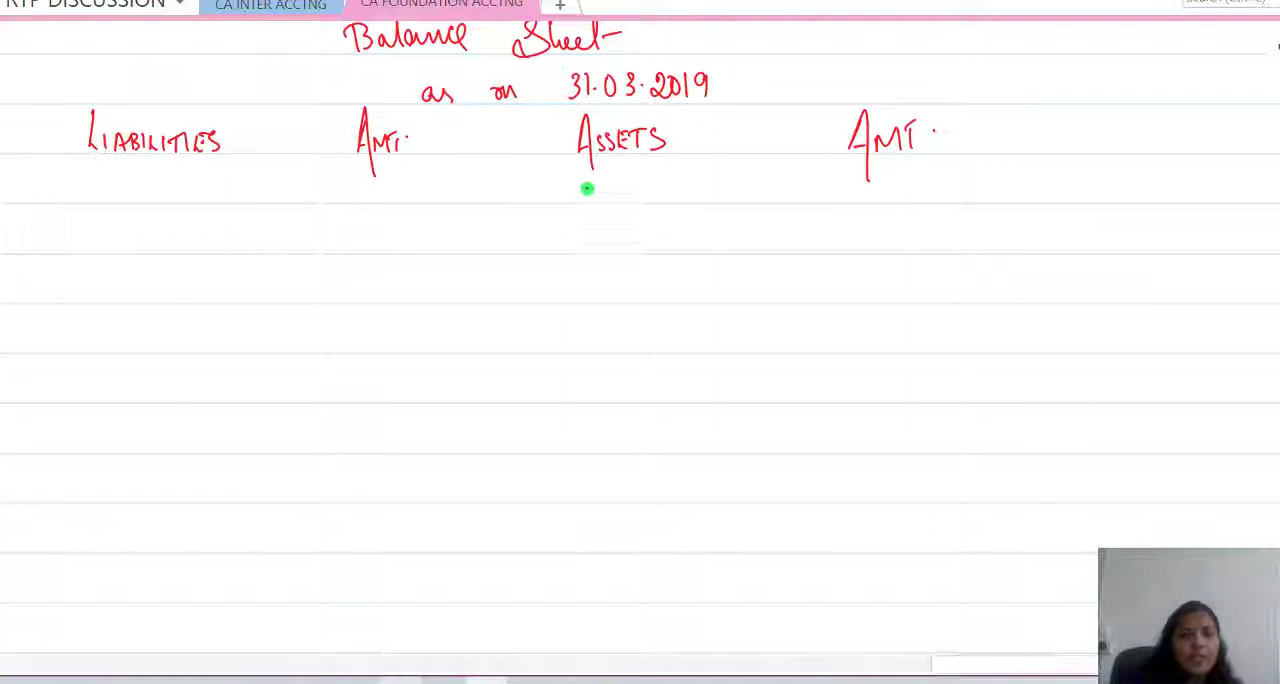 RTP DISCUSSION CA INTER ACCTNG CA FOUNDATION ACCTNG +
Balance Sheet
as on 31.03.2019
LIABILITIES AMT. ASSETS AMT.